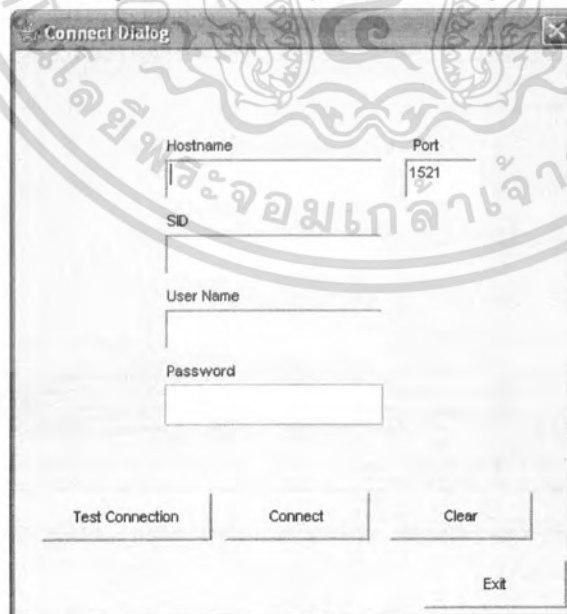 Connect Dialog
Hostname
Port
1521
SID
User Name
Password
Test Connection
Connect
Clear
Exit